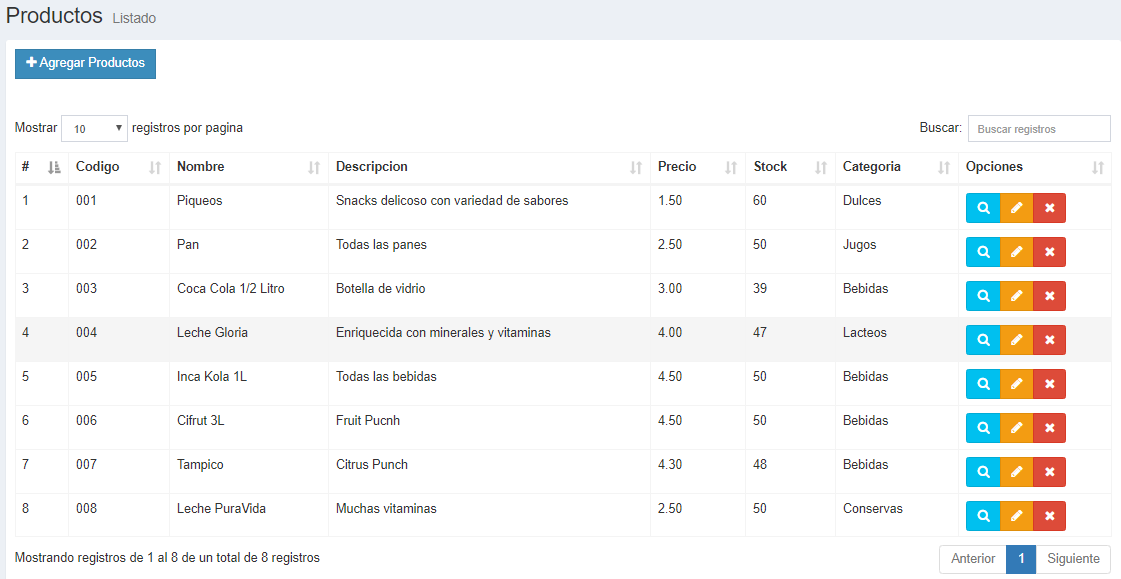 Productos Listado
Agregar Productos
Mostrar 10 registros por pagina Buscar: Buscar registros
# Codigo Nombre Descripcion Precio Stock Categoria Opciones
1 001 Piqueos Snacks delicoso con variedad de sabores 1.50 60 Dulces
2 002 Pan Todas las panes 2.50 50 Jugos
3 003 Coca Cola 1/2 Litro Botella de vidrio 3.00 39 Bebidas
4 004 Leche Gloria Enriquecida con minerales y vitaminas 4.00 47 Lacteos
5 005 Inca Kola 1L Todas las bebidas 4.50 50 Bebidas
6 006 Cifrut 3L Fruit Pucnh 4.50 50 Bebidas
7 007 Tampico Citrus Punch 4.30 48 Bebidas
8 008 Leche PuraVida Muchas vitaminas 2.50 50 Conservas
Mostrando registros de 1 al 8 de un total de 8 registros Anterior 1 Siguiente